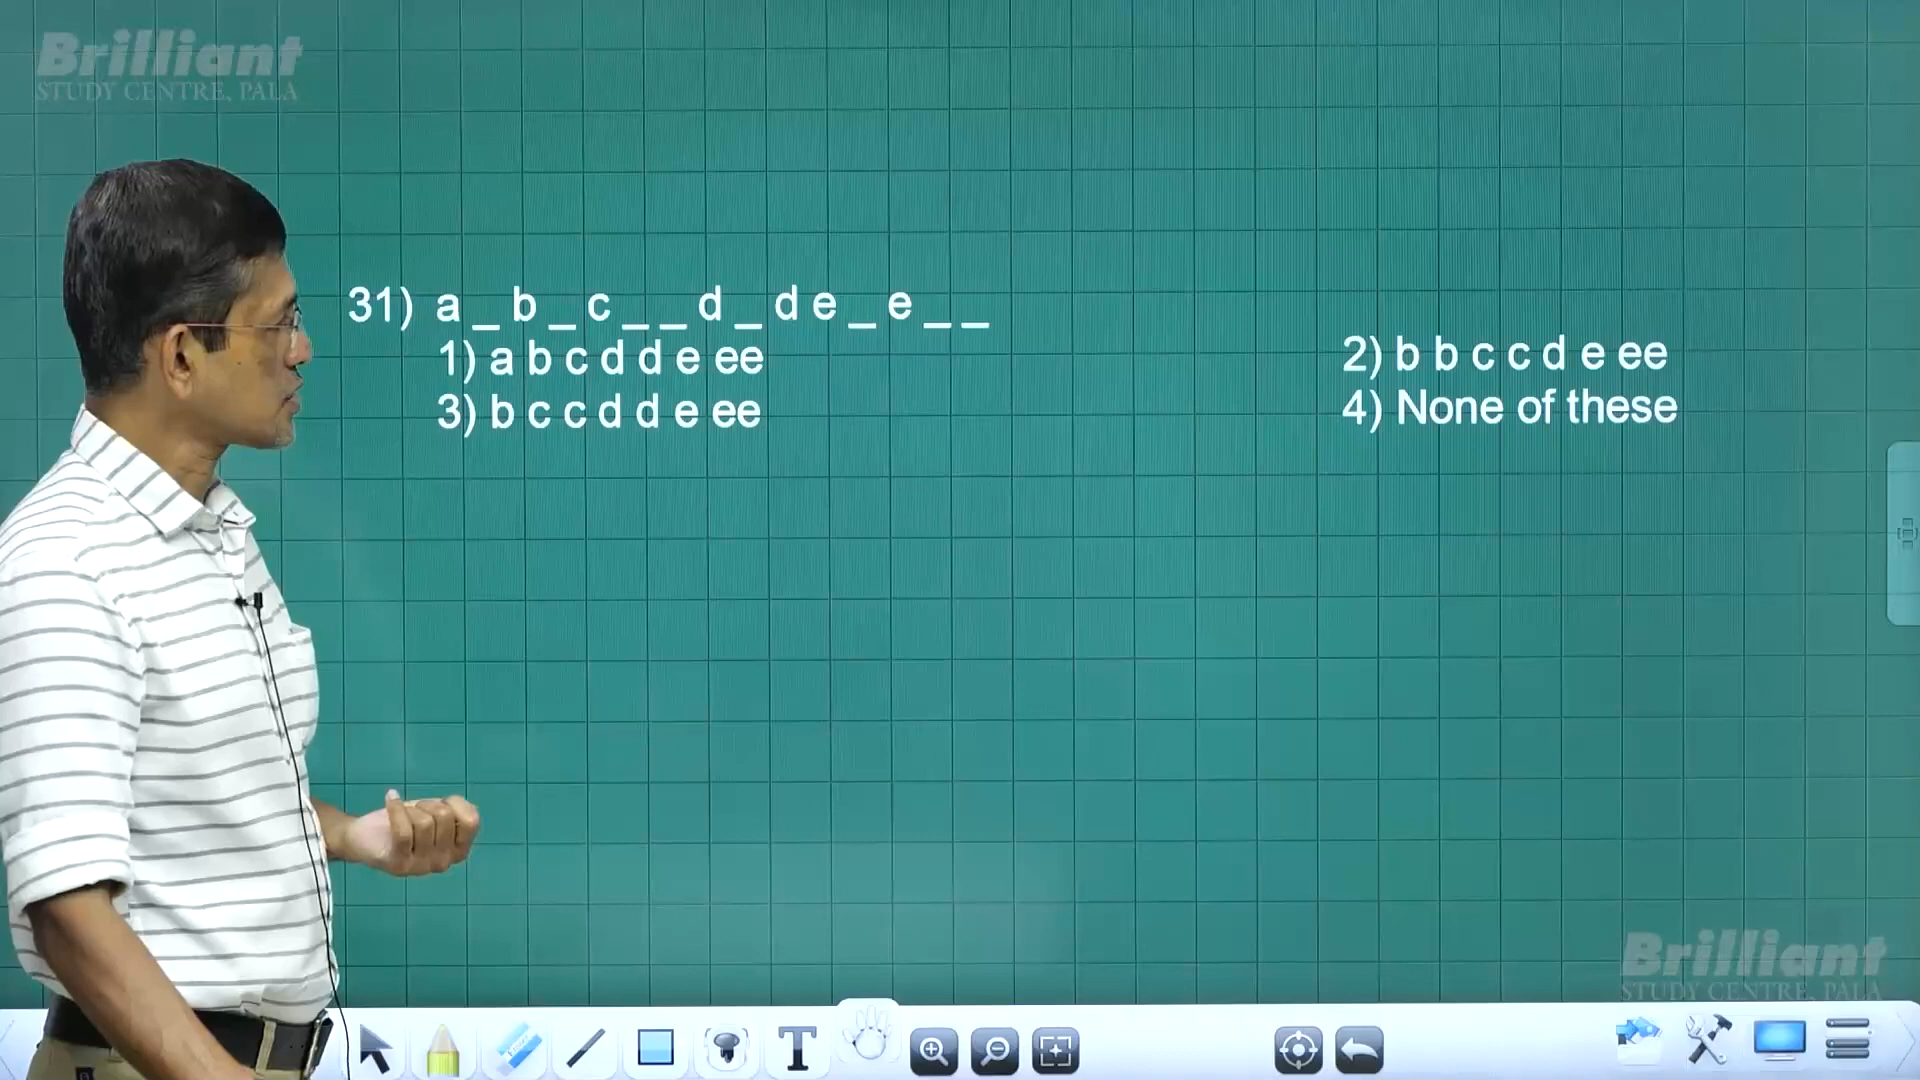 Brilliant
STUDY CENTRE, PALA
31) a _ b _ c _ _ d _ d e _ e _ _
1) a b c d d e ee
2) b b c c d e ee
3) b c c d d e ee
4) None of these
Brilliant
STUDY CENTRE, PALA
T